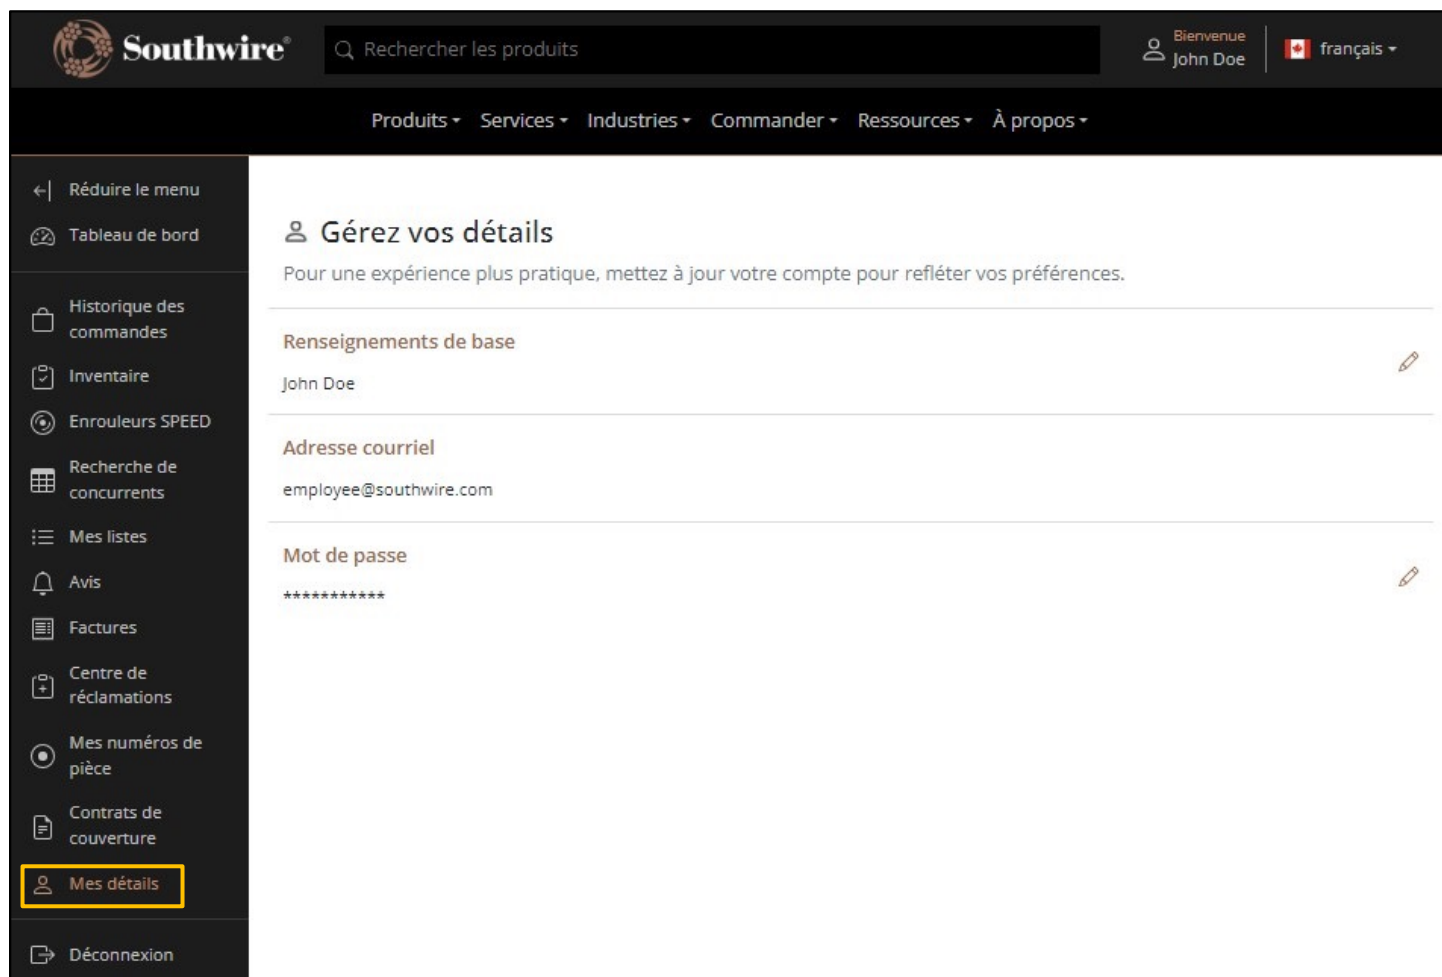 Southwire®
Rechercher les produits
Bienvenue
John Doe
français
Produits Services Industries Commander Ressources À propos
Réduire le menu
Tableau de bord
Historique des
commandes
Inventaire
Enrouleurs SPEED
Recherche de
concurrents
Mes listes
Avis
Factures
Centre de
réclamations
Mes numéros de
pièce
Contrats de
couverture
Mes détails
Déconnexion
Gérez vos détails
Pour une expérience plus pratique, mettez à jour votre compte pour refléter vos préférences.
Renseignements de base
John Doe
Adresse courriel
employee@southwire.com
Mot de passe
***********